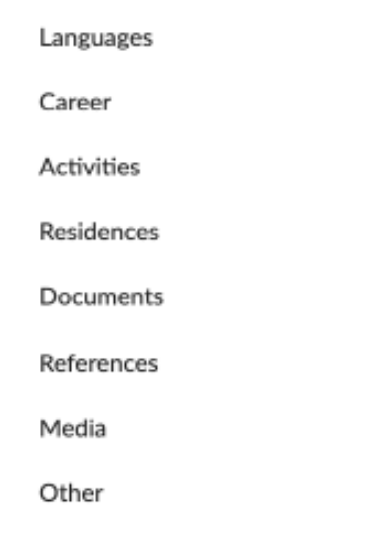 Languages
Career
Activities
Residences
Documents
References
Media
Other